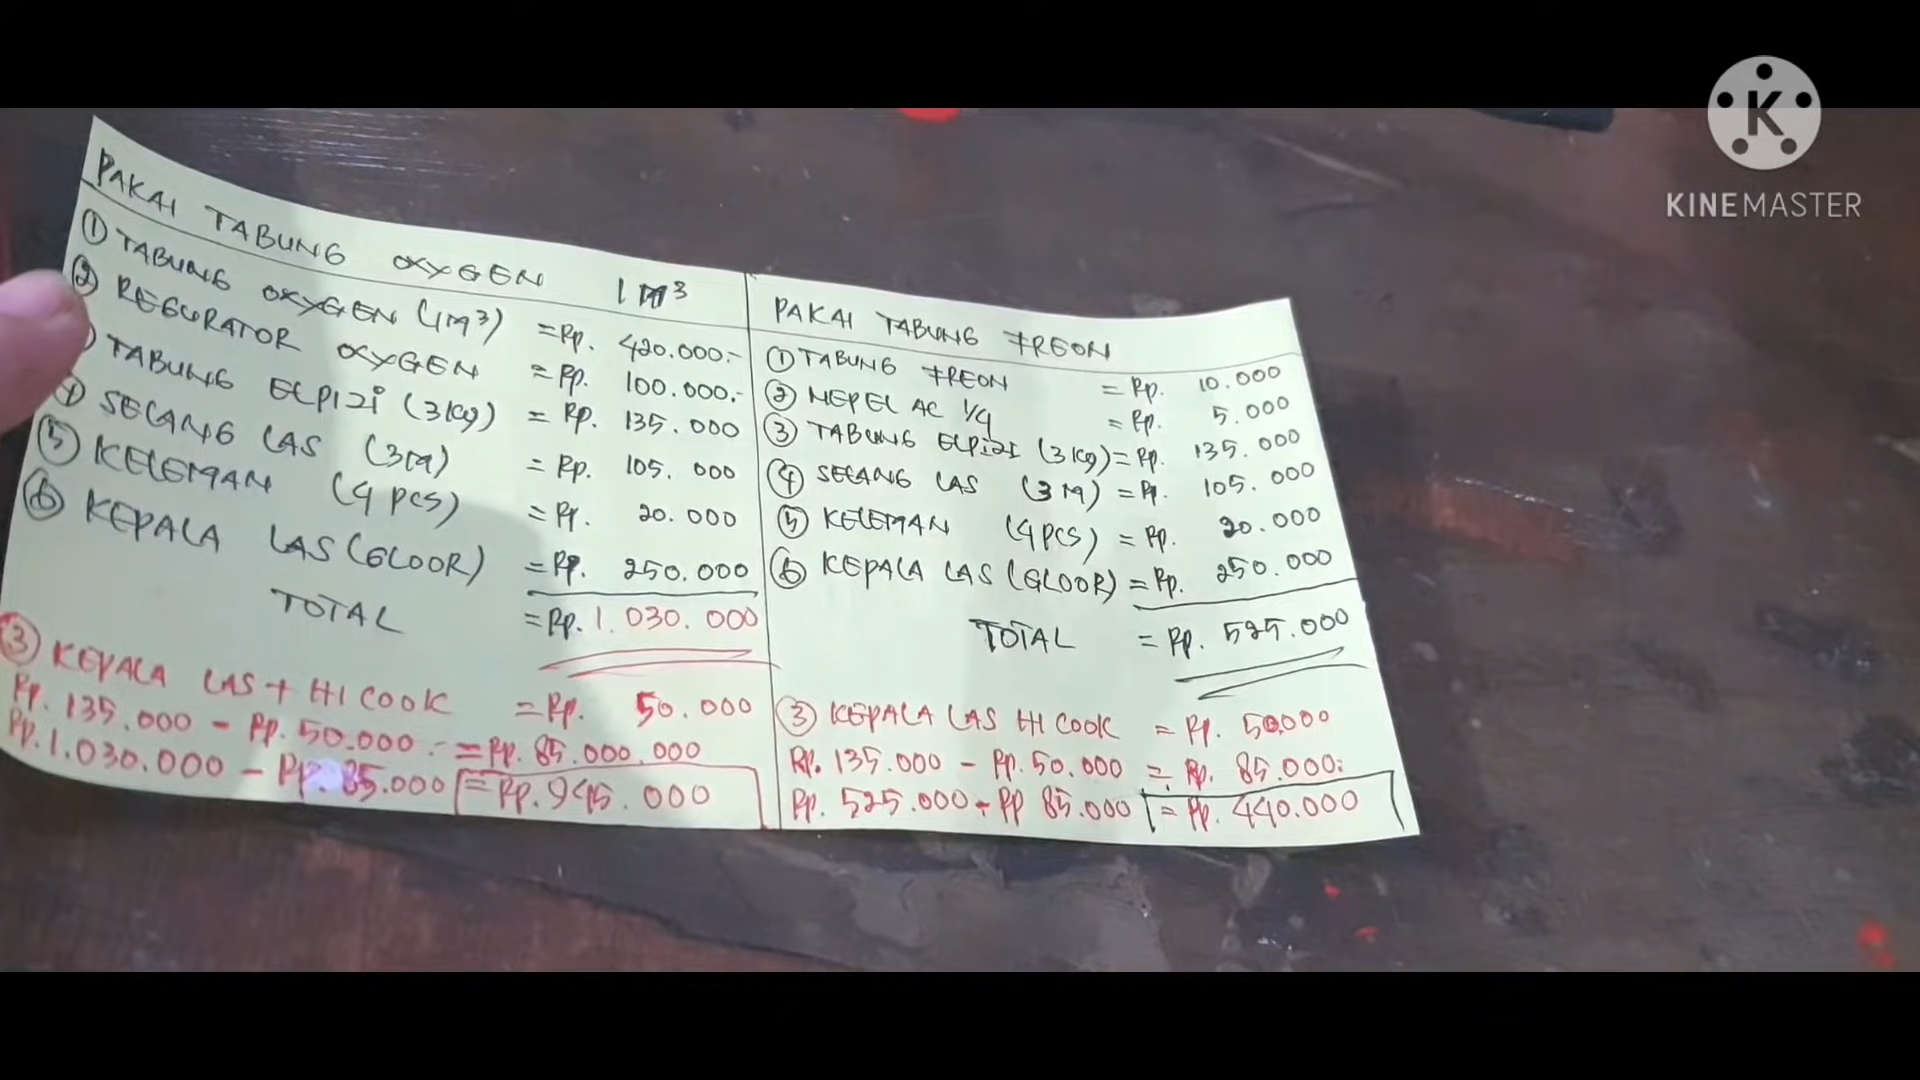 PAKAI TABUNG OXYGEN 1 M³
① TABUNG OXYGEN (1M³) = Rp. 420.000.-
② REGURATOR OXYGEN = Rp. 100.000.-
TABUNG ELPIZI (3Kg) = Rp. 135.000
④ SELANG LAS (3M) = Rp. 105.000
⑤ KELEMAN (4 PCS) = Rp. 20.000
⑥ KEPALA LAS (GLOOR) = Rp. 250.000
TOTAL = Rp. 1.030.000
③ KEPALA LAS + HI COOK = Rp. 50.000
Rp. 135.000 - Rp. 50.000.- = Rp. 85.000.000
Rp. 1.030.000 - Rp. 85.000 = Rp. 945.000
PAKAI TABUNG FREON
① TABUNG FREON = Rp. 10.000
② NEPEL AC 1/4 = Rp. 5.000
③ TABUNG ELPIZI (3Kg) = Rp. 135.000
④ SELANG LAS (3M) = Rp. 105.000
⑤ KELEMAN (4PCS) = Rp. 20.000
⑥ KEPALA LAS (GLOOR) = Rp. 250.000
TOTAL = Rp. 525.000
③ KEPALA LAS HI COOK = Rp. 50.000
Rp. 135.000 - Rp. 50.000 = Rp. 85.000:
Rp. 525.000 - Rp 85.000 = Rp. 440.000
K
KINEMASTER